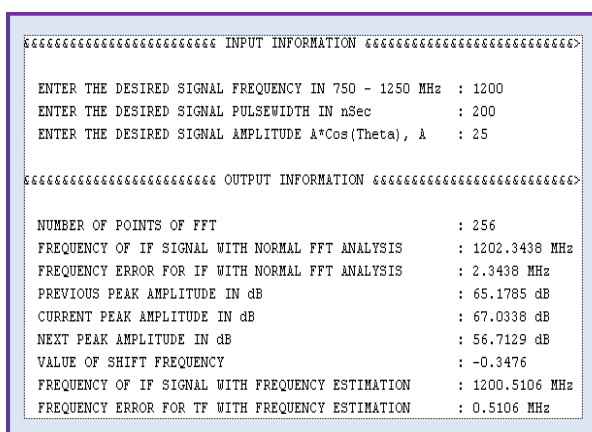 &&&&&&&&&&&&&&&&&&&&&&&&& INPUT INFORMATION &&&&&&&&&&&&&&&&&&&&&&&&&&&>
ENTER THE DESIRED SIGNAL FREQUENCY IN 750 - 1250 MHz : 1200
ENTER THE DESIRED SIGNAL PULSEWIDTH IN nSec : 200
ENTER THE DESIRED SIGNAL AMPLITUDE A*Cos(Theta), A : 25
&&&&&&&&&&&&&&&&&&&&&&&&& OUTPUT INFORMATION &&&&&&&&&&&&&&&&&&&&&&&&&&>
NUMBER OF POINTS OF FFT : 256
FREQUENCY OF IF SIGNAL WITH NORMAL FFT ANALYSIS : 1202.3438 MHz
FREQUENCY ERROR FOR IF WITH NORMAL FFT ANALYSIS : 2.3438 MHz
PREVIOUS PEAK AMPLITUDE IN dB : 65.1785 dB
CURRENT PEAK AMPLITUDE IN dB : 67.0338 dB
NEXT PEAK AMPLITUDE IN dB : 56.7129 dB
VALUE OF SHIFT FREQUENCY : -0.3476
FREQUENCY OF IF SIGNAL WITH FREQUENCY ESTIMATION : 1200.5106 MHz
FREQUENCY ERROR FOR TF WITH FREQUENCY ESTIMATION : 0.5106 MHz